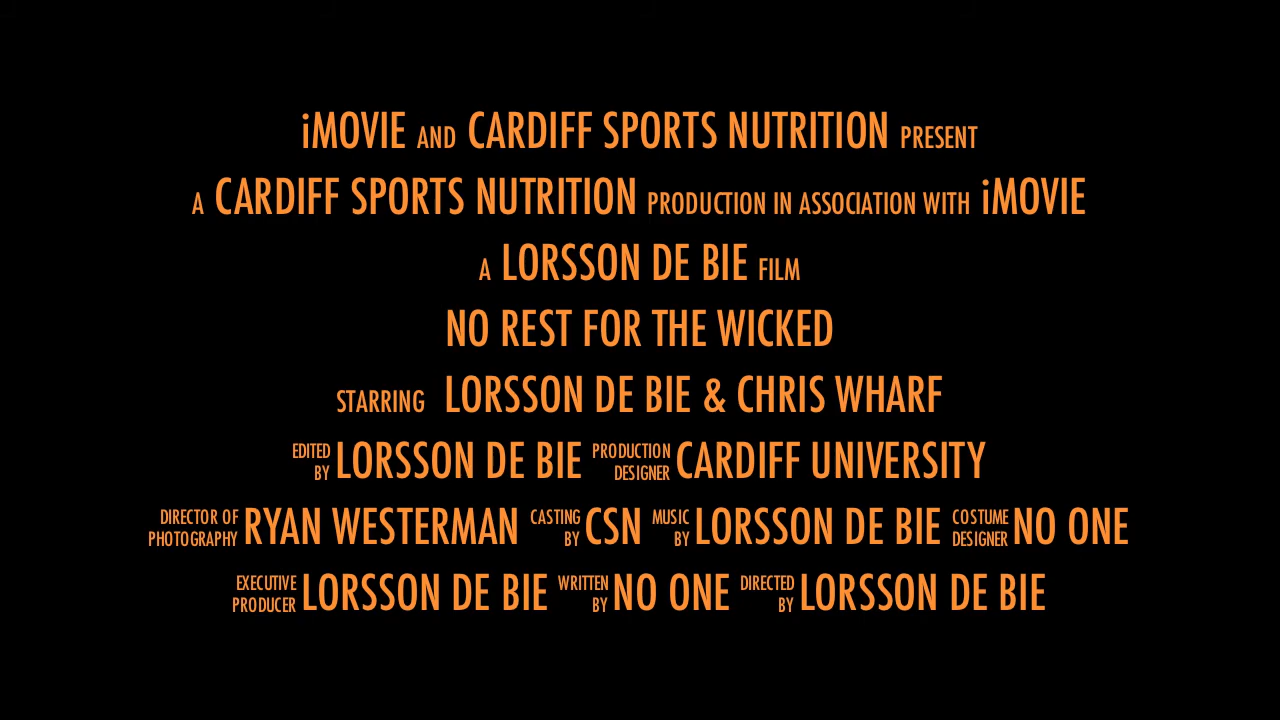 iMOVIE AND CARDIFF SPORTS NUTRITION PRESENT
A CARDIFF SPORTS NUTRITION PRODUCTION IN ASSOCIATION WITH iMOVIE
A LORSSON DE BIE FILM
NO REST FOR THE WICKED
STARRING LORSSON DE BIE & CHRIS WHARF
EDITED BY LORSSON DE BIE PRODUCTION DESIGNER CARDIFF UNIVERSITY
DIRECTOR OF PHOTOGRAPHY RYAN WESTERMAN CASTING BY CSN MUSIC BY LORSSON DE BIE COSTUME DESIGNER NO ONE
EXECUTIVE PRODUCER LORSSON DE BIE WRITTEN BY NO ONE DIRECTED BY LORSSON DE BIE